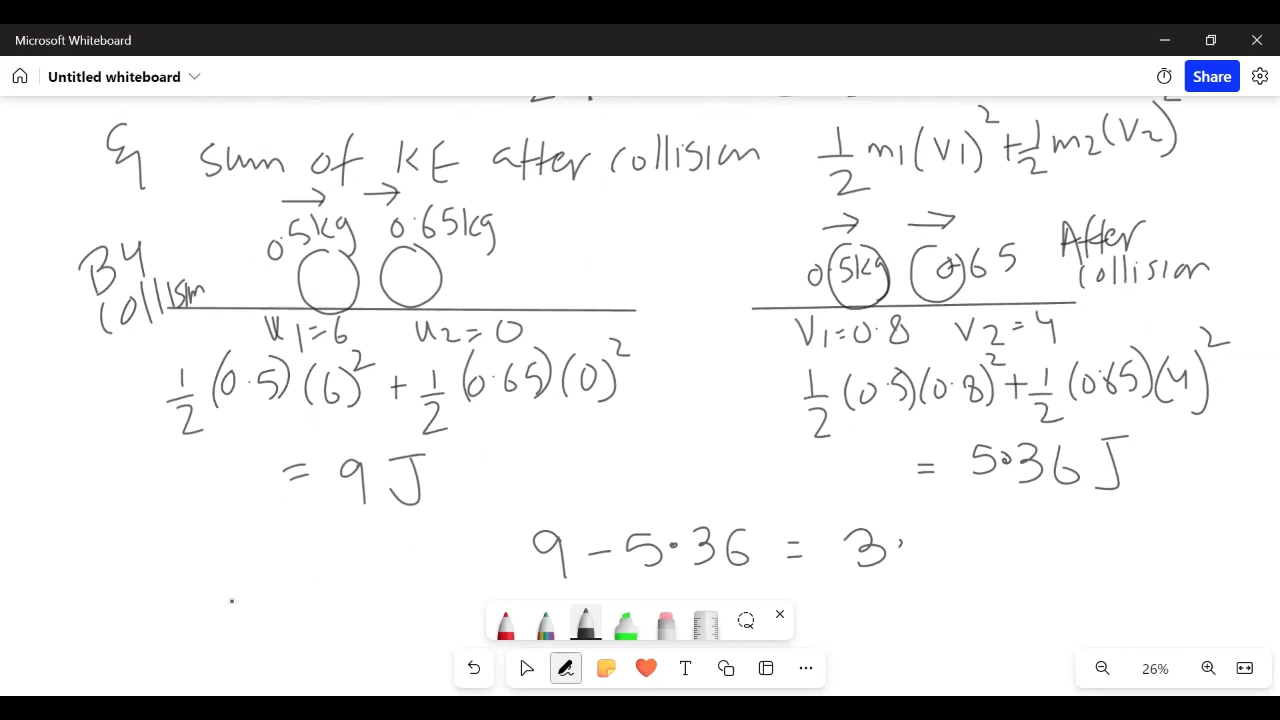 Microsoft Whiteboard
Untitled whiteboard
Share
sum of KE after collision 1/2 m1(V1)^2 + 1/2 m2(V2)^2
0.5kg 0.65kg
B4 collism
0.5kg 0.65 After collision
u1=6 u2=0
V1=0.8 V2=4
1/2 (0.5)(6)^2 + 1/2 (0.65)(0)^2
1/2 (0.5)(0.8)^2 + 1/2 (0.65)(4)^2
= 9 J
= 5.36 J
9 - 5.36 = 3.
26%